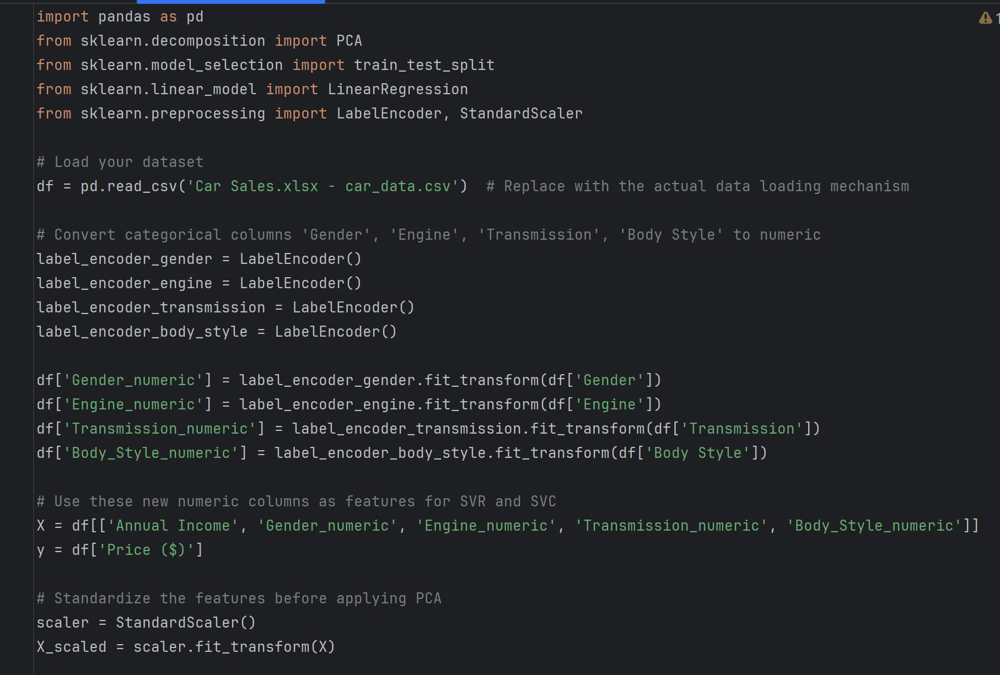 import pandas as pd
from sklearn.decomposition import PCA
from sklearn.model_selection import train_test_split
from sklearn.linear_model import LinearRegression
from sklearn.preprocessing import LabelEncoder, StandardScaler

# Load your dataset
df = pd.read_csv('Car Sales.xlsx - car_data.csv')  # Replace with the actual data loading mechanism

# Convert categorical columns 'Gender', 'Engine', 'Transmission', 'Body Style' to numeric
label_encoder_gender = LabelEncoder()
label_encoder_engine = LabelEncoder()
label_encoder_transmission = LabelEncoder()
label_encoder_body_style = LabelEncoder()

df['Gender_numeric'] = label_encoder_gender.fit_transform(df['Gender'])
df['Engine_numeric'] = label_encoder_engine.fit_transform(df['Engine'])
df['Transmission_numeric'] = label_encoder_transmission.fit_transform(df['Transmission'])
df['Body_Style_numeric'] = label_encoder_body_style.fit_transform(df['Body Style'])

# Use these new numeric columns as features for SVR and SVC
X = df[['Annual Income', 'Gender_numeric', 'Engine_numeric', 'Transmission_numeric', 'Body_Style_numeric']]
y = df['Price ($)']

# Standardize the features before applying PCA
scaler = StandardScaler()
X_scaled = scaler.fit_transform(X)